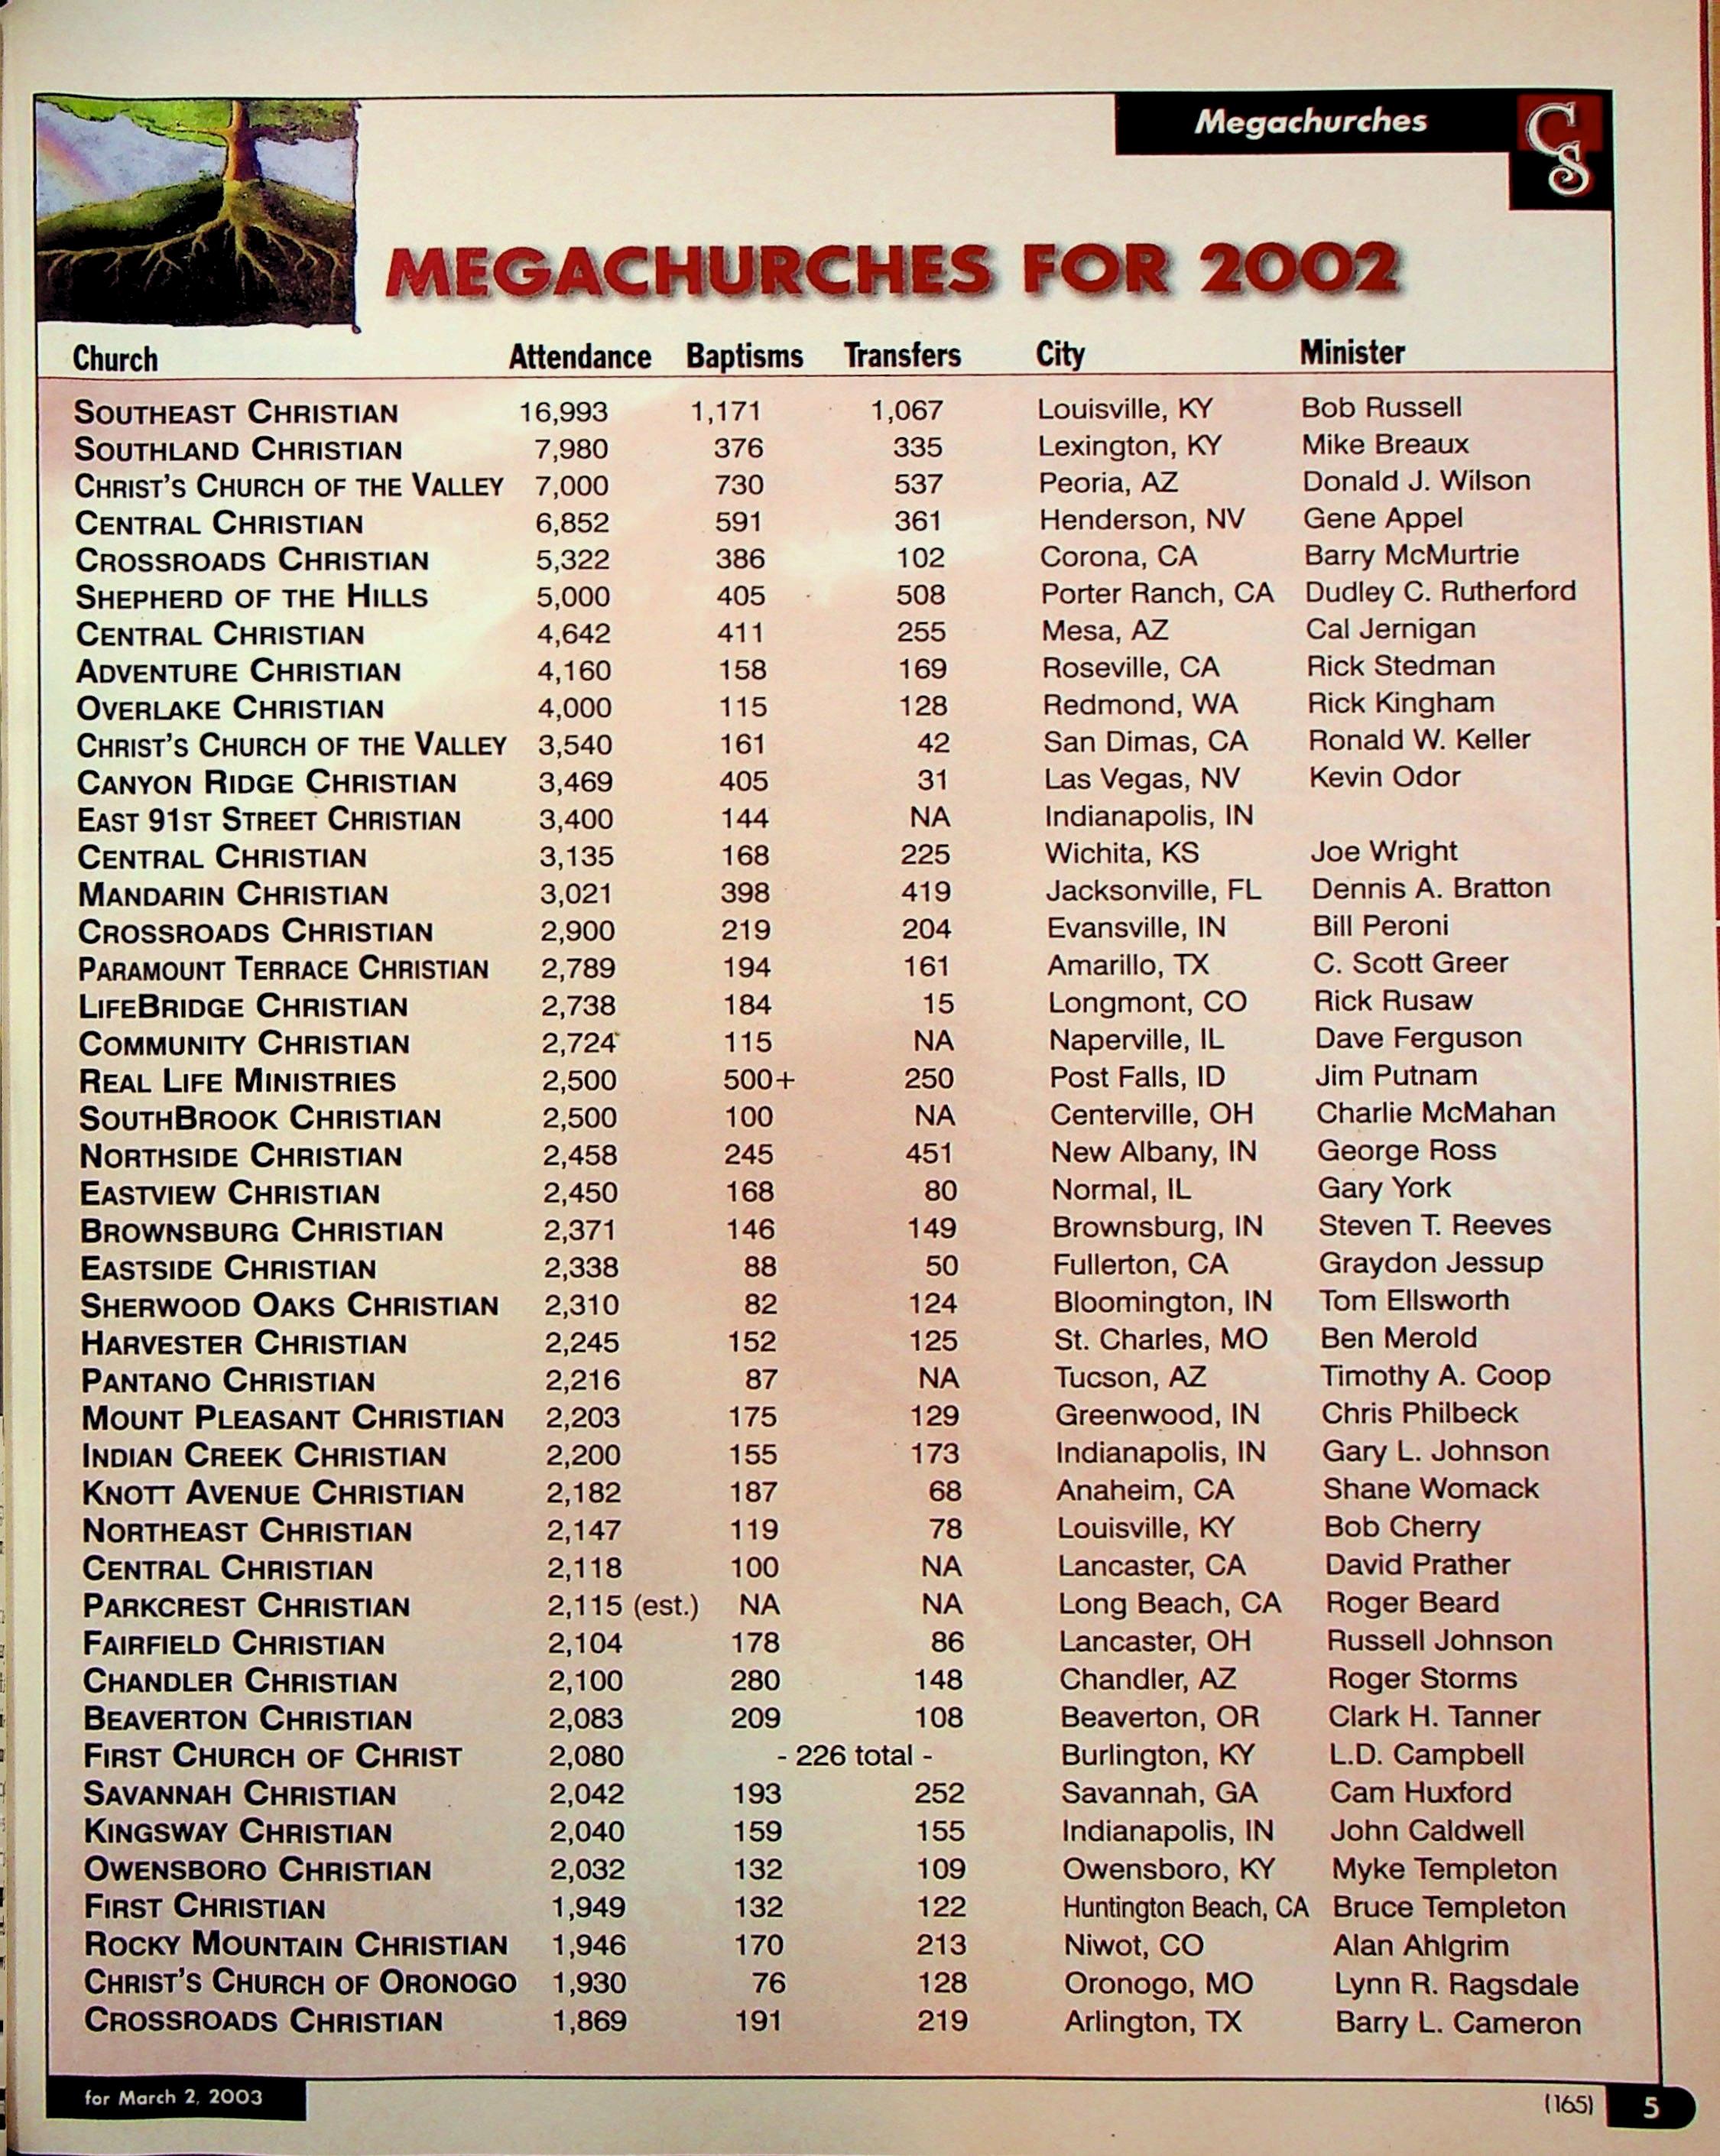 Megachurches
CS
MEGACHURCHES FOR 2002
Church Attendance Baptisms Transfers City Minister
SOUTHEAST CHRISTIAN 16,993 1,171 1,067 Louisville, KY Bob Russell
SOUTHLAND CHRISTIAN 7,980 376 335 Lexington, KY Mike Breaux
CHRIST'S CHURCH OF THE VALLEY 7,000 730 537 Peoria, AZ Donald J. Wilson
CENTRAL CHRISTIAN 6,852 591 361 Henderson, NV Gene Appel
CROSSROADS CHRISTIAN 5,322 386 102 Corona, CA Barry McMurtrie
SHEPHERD OF THE HILLS 5,000 405 508 Porter Ranch, CA Dudley C. Rutherford
CENTRAL CHRISTIAN 4,642 411 255 Mesa, AZ Cal Jernigan
ADVENTURE CHRISTIAN 4,160 158 169 Roseville, CA Rick Stedman
OVERLAKE CHRISTIAN 4,000 115 128 Redmond, WA Rick Kingham
CHRIST'S CHURCH OF THE VALLEY 3,540 161 42 San Dimas, CA Ronald W. Keller
CANYON RIDGE CHRISTIAN 3,469 405 31 Las Vegas, NV Kevin Odor
EAST 91ST STREET CHRISTIAN 3,400 144 NA Indianapolis, IN
CENTRAL CHRISTIAN 3,135 168 225 Wichita, KS Joe Wright
MANDARIN CHRISTIAN 3,021 398 419 Jacksonville, FL Dennis A. Bratton
CROSSROADS CHRISTIAN 2,900 219 204 Evansville, IN Bill Peroni
PARAMOUNT TERRACE CHRISTIAN 2,789 194 161 Amarillo, TX C. Scott Greer
LIFEBRIDGE CHRISTIAN 2,738 184 15 Longmont, CO Rick Rusaw
COMMUNITY CHRISTIAN 2,724 115 NA Naperville, IL Dave Ferguson
REAL LIFE MINISTRIES 2,500 500+ 250 Post Falls, ID Jim Putnam
SOUTHBROOK CHRISTIAN 2,500 100 NA Centerville, OH Charlie McMahan
NORTHSIDE CHRISTIAN 2,458 245 451 New Albany, IN George Ross
EASTVIEW CHRISTIAN 2,450 168 80 Normal, IL Gary York
BROWNSBURG CHRISTIAN 2,371 146 149 Brownsburg, IN Steven T. Reeves
EASTSIDE CHRISTIAN 2,338 88 50 Fullerton, CA Graydon Jessup
SHERWOOD OAKS CHRISTIAN 2,310 82 124 Bloomington, IN Tom Ellsworth
HARVESTER CHRISTIAN 2,245 152 125 St. Charles, MO Ben Merold
PANTANO CHRISTIAN 2,216 87 NA Tucson, AZ Timothy A. Coop
MOUNT PLEASANT CHRISTIAN 2,203 175 129 Greenwood, IN Chris Philbeck
INDIAN CREEK CHRISTIAN 2,200 155 173 Indianapolis, IN Gary L. Johnson
KNOTT AVENUE CHRISTIAN 2,182 187 68 Anaheim, CA Shane Womack
NORTHEAST CHRISTIAN 2,147 119 78 Louisville, KY Bob Cherry
CENTRAL CHRISTIAN 2,118 100 NA Lancaster, CA David Prather
PARKCREST CHRISTIAN 2,115 (est.) NA NA Long Beach, CA Roger Beard
FAIRFIELD CHRISTIAN 2,104 178 86 Lancaster, OH Russell Johnson
CHANDLER CHRISTIAN 2,100 280 148 Chandler, AZ Roger Storms
BEAVERTON CHRISTIAN 2,083 209 108 Beaverton, OR Clark H. Tanner
FIRST CHURCH OF CHRIST 2,080 - 226 total - Burlington, KY L.D. Campbell
SAVANNAH CHRISTIAN 2,042 193 252 Savannah, GA Cam Huxford
KINGSWAY CHRISTIAN 2,040 159 155 Indianapolis, IN John Caldwell
OWENSBORO CHRISTIAN 2,032 132 109 Owensboro, KY Myke Templeton
FIRST CHRISTIAN 1,949 132 122 Huntington Beach, CA Bruce Templeton
ROCKY MOUNTAIN CHRISTIAN 1,946 170 213 Niwot, CO Alan Ahlgrim
CHRIST'S CHURCH OF ORONOGO 1,930 76 128 Oronogo, MO Lynn R. Ragsdale
CROSSROADS CHRISTIAN 1,869 191 219 Arlington, TX Barry L. Cameron
for March 2, 2003 (165) 5